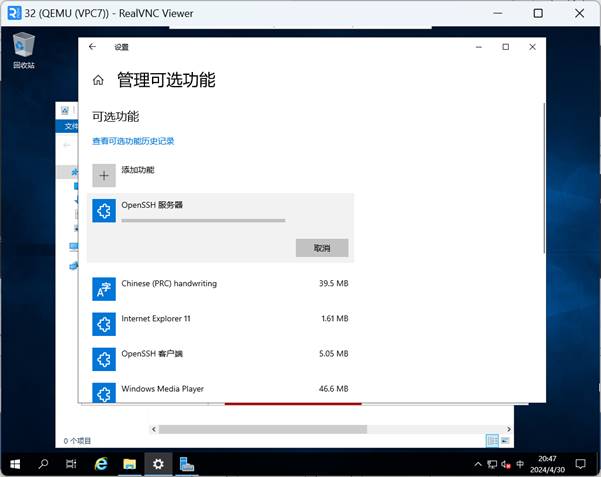 32 (QEMU (VPC7)) - RealVNC Viewer
回收站
设置
管理可选功能
可选功能
查看可选功能历史记录
添加功能
OpenSSH 服务器
取消
Chinese (PRC) handwriting 39.5 MB
Internet Explorer 11 1.61 MB
OpenSSH 客户端 5.05 MB
Windows Media Player 46.6 MB
文件
0 个项目
中
20:47
2024/4/30